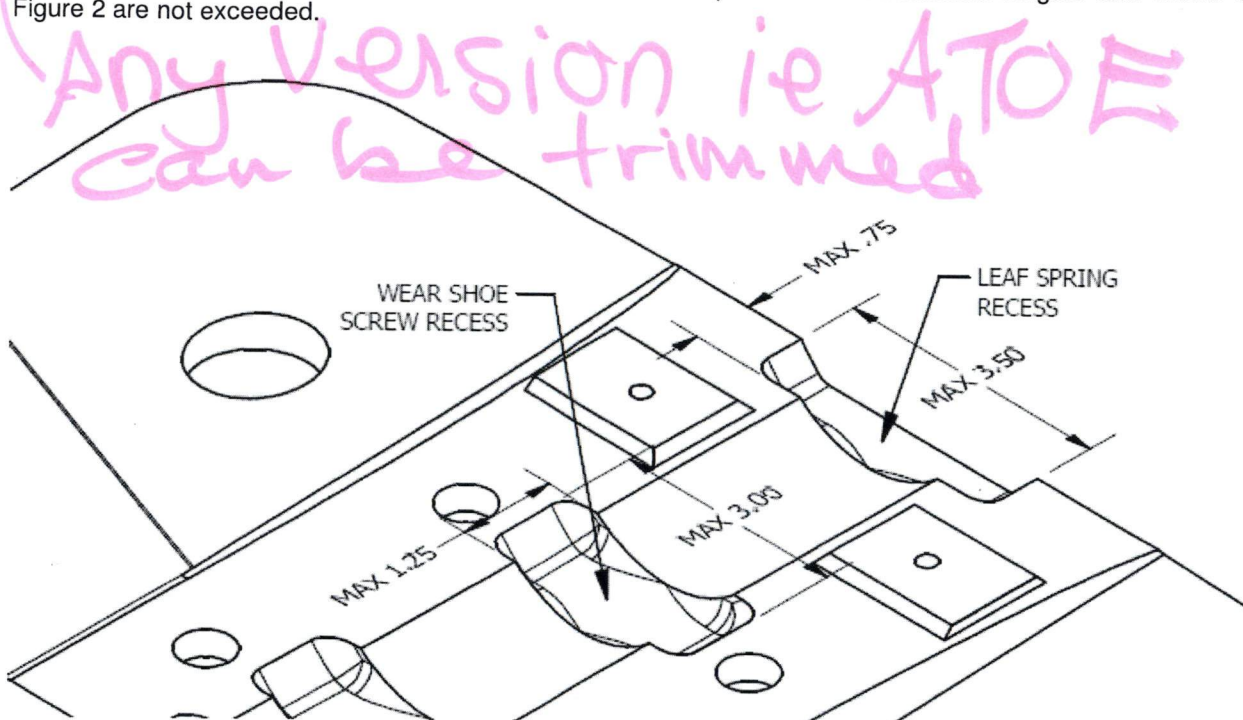 Figure 2 are not exceeded.
Any Version ie ATOE
can be trimmed
MAX .75
LEAF SPRING
RECESS
WEAR SHOE
SCREW RECESS
MAX 3.50
MAX 3.00
MAX 1.25